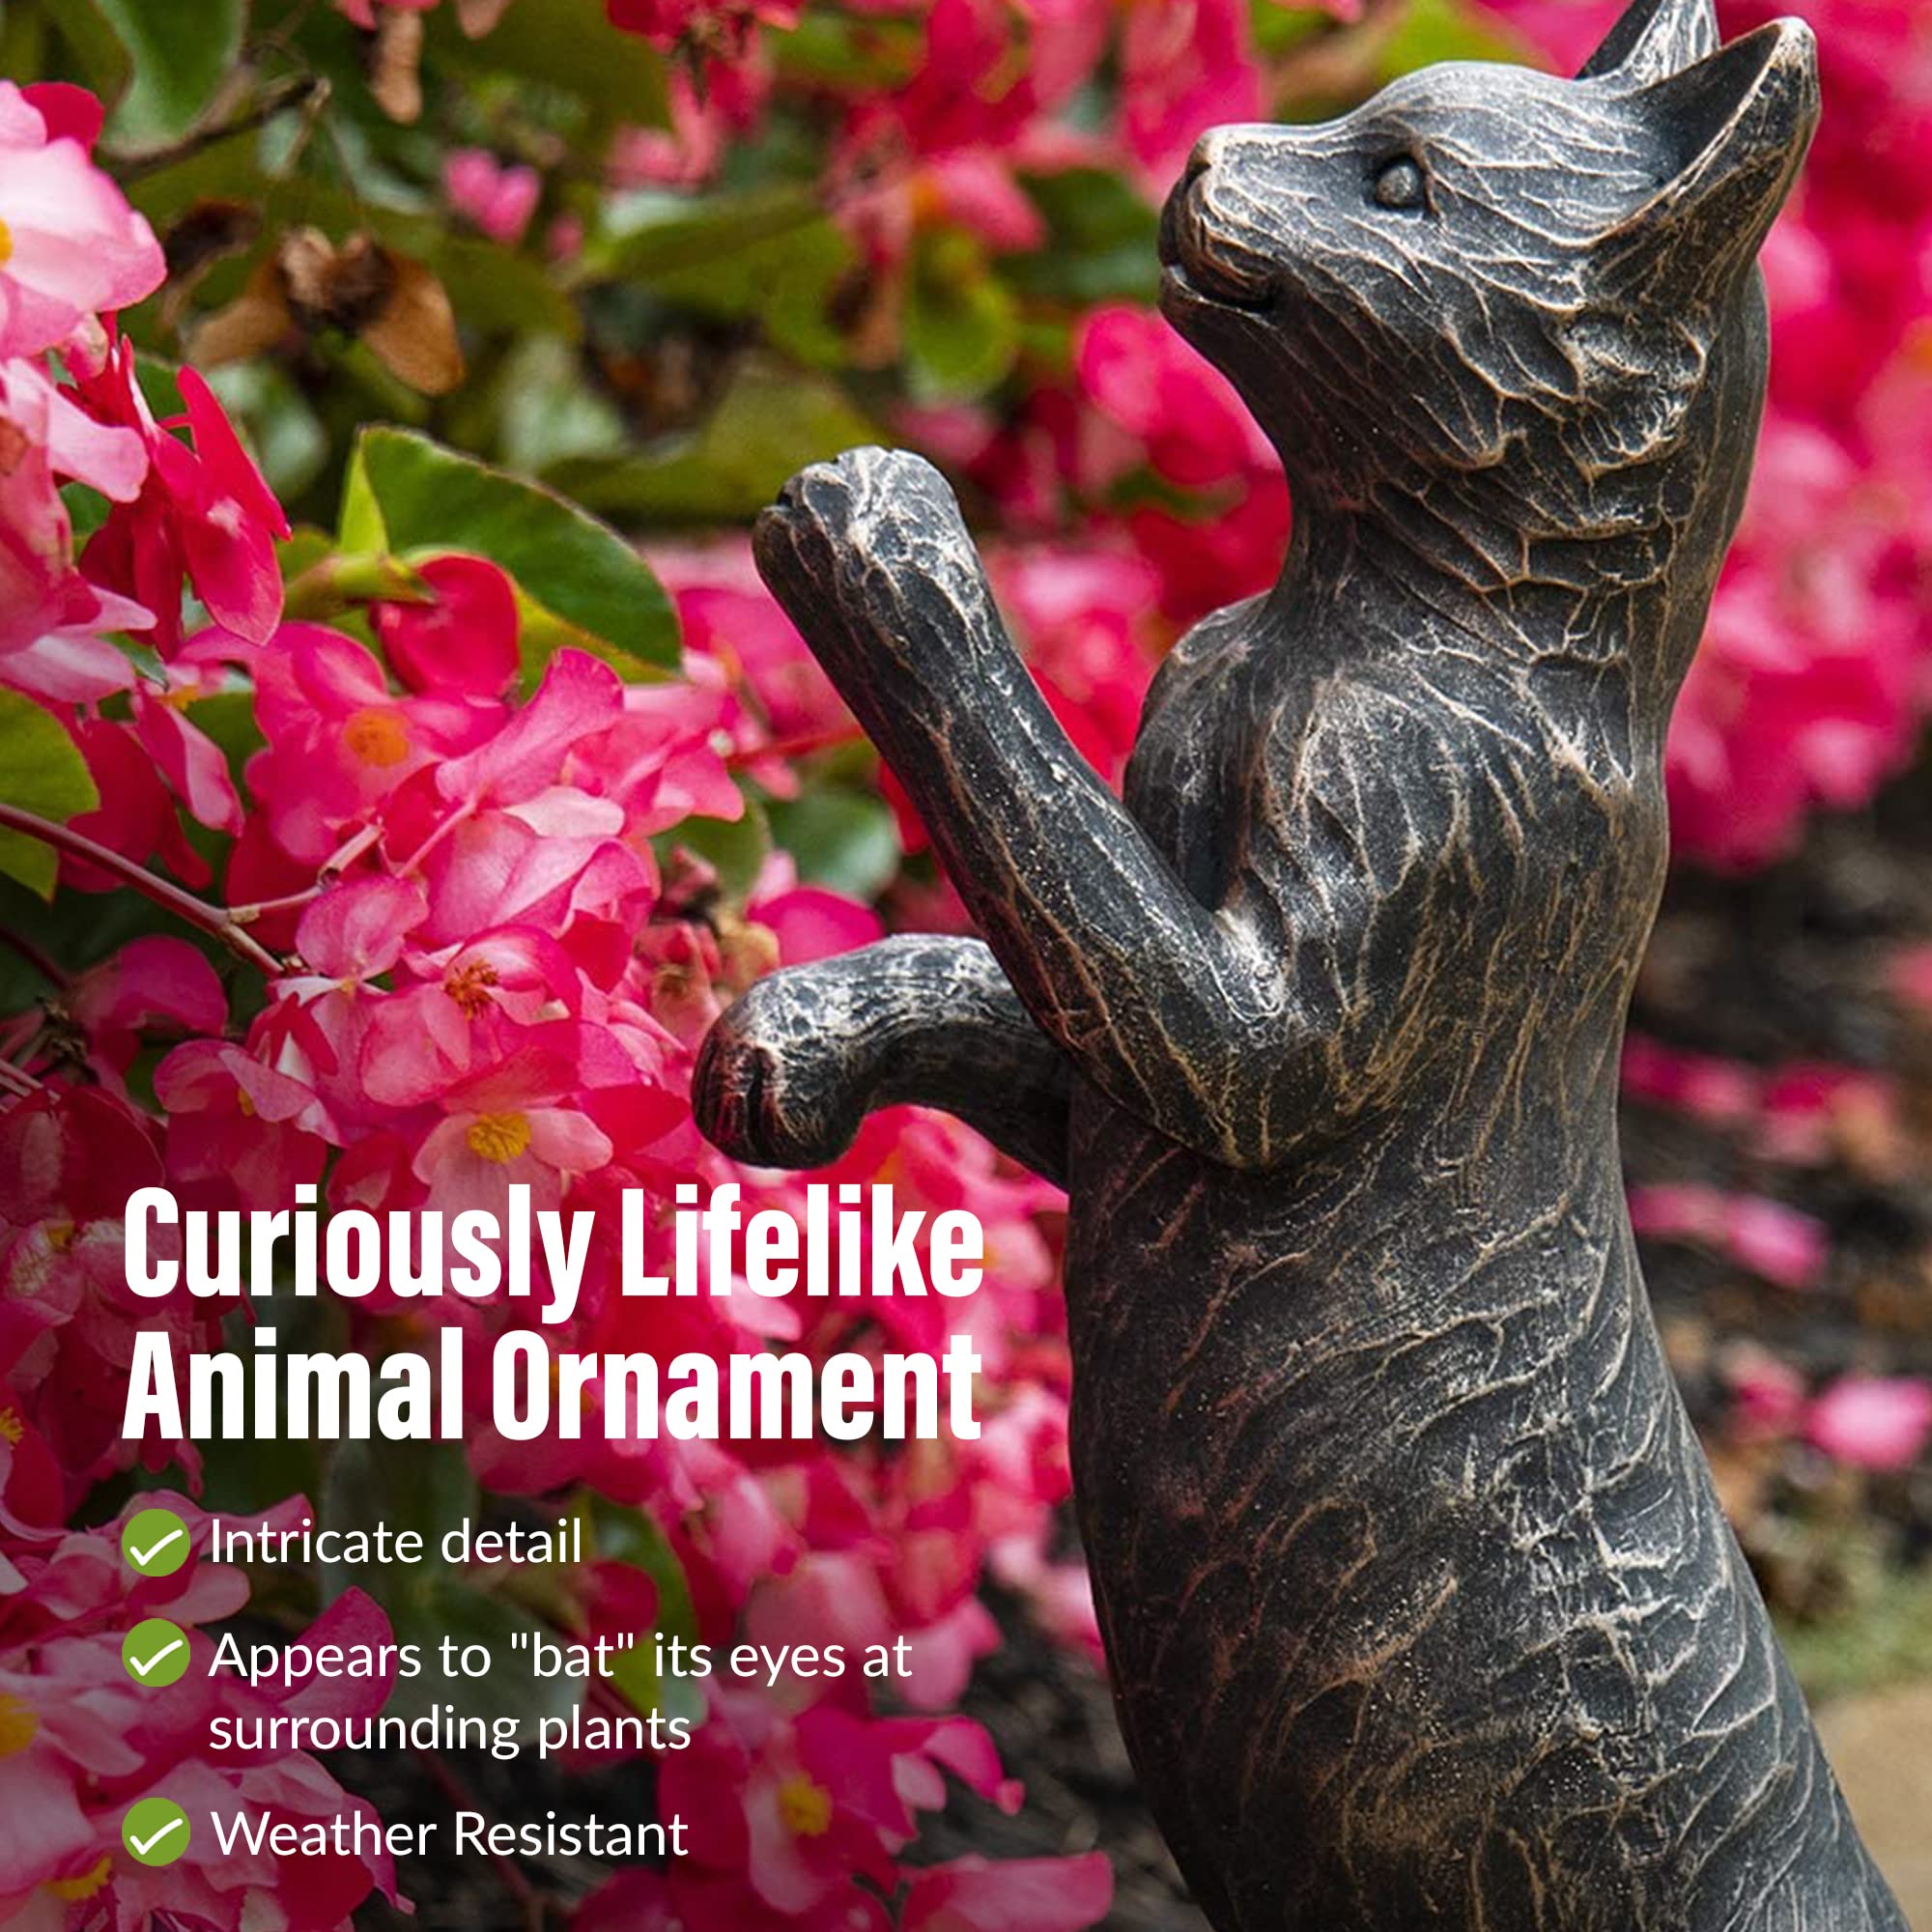 Curiously Lifelike
Animal Ornament
Intricate detail
Appears to "bat" its eyes at
surrounding plants
Weather Resistant